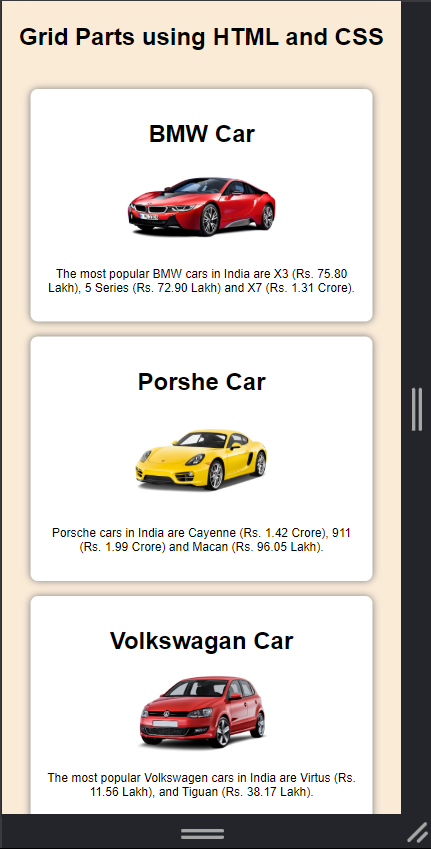 Grid Parts using HTML and CSS
BMW Car
The most popular BMW cars in India are X3 (Rs. 75.80
Lakh), 5 Series (Rs. 72.90 Lakh) and X7 (Rs. 1.31 Crore).
Porshe Car
Porsche cars in India are Cayenne (Rs. 1.42 Crore), 911
(Rs. 1.99 Crore) and Macan (Rs. 96.05 Lakh).
Volkswagan Car
The most popular Volkswagen cars in India are Virtus (Rs.
11.56 Lakh), and Tiguan (Rs. 38.17 Lakh).